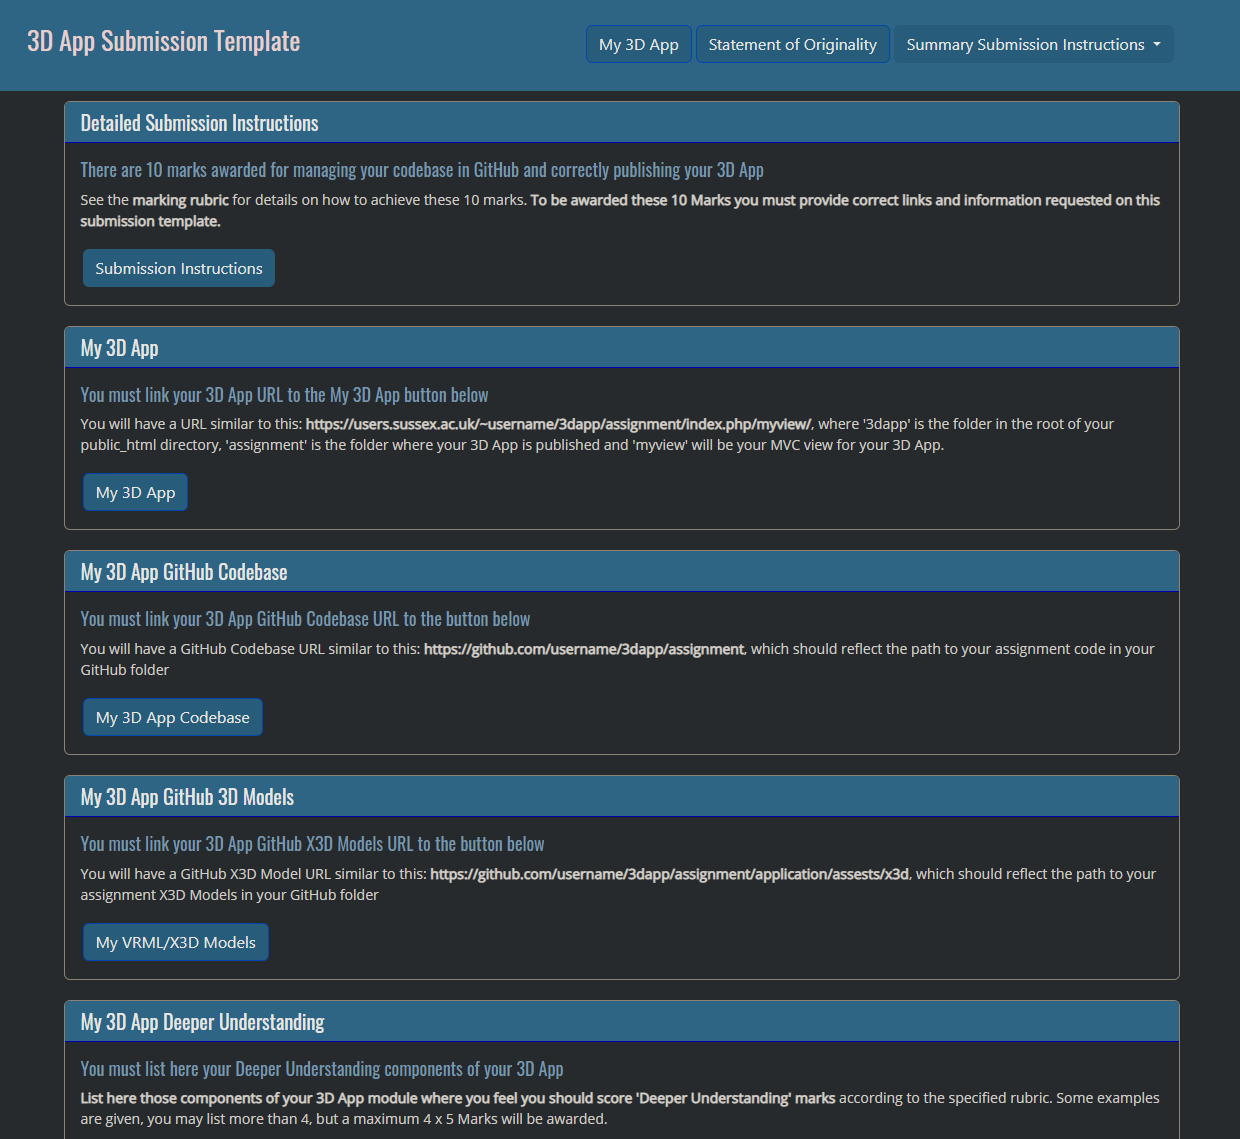 3D App Submission Template
My 3D App
Statement of Originality
Summary Submission Instructions
Detailed Submission Instructions
There are 10 marks awarded for managing your codebase in GitHub and correctly publishing your 3D App
See the marking rubric for details on how to achieve these 10 marks. To be awarded these 10 Marks you must provide correct links and information requested on this
submission template.
Submission Instructions
My 3D App
You must link your 3D App URL to the My 3D App button below
You will have a URL similar to this: https://users.sussex.ac.uk/~username/3dapp/assignment/index.php/myview/, where '3dapp' is the folder in the root of your
public_html directory, 'assignment' is the folder where your 3D App is published and 'myview' will be your MVC view for your 3D App.
My 3D App
My 3D App GitHub Codebase
You must link your 3D App GitHub Codebase URL to the button below
You will have a GitHub Codebase URL similar to this: https://github.com/username/3dapp/assignment, which should reflect the path to your assignment code in your
GitHub folder
My 3D App Codebase
My 3D App GitHub 3D Models
You must link your 3D App GitHub X3D Models URL to the button below
You will have a GitHub X3D Model URL similar to this: https://github.com/username/3dapp/assignment/application/assests/x3d, which should reflect the path to your
assignment X3D Models in your GitHub folder
My VRML/X3D Models
My 3D App Deeper Understanding
You must list here your Deeper Understanding components of your 3D App
List here those components of your 3D App module where you feel you should score 'Deeper Understanding' marks according to the specified rubric. Some examples
are given, you may list more than 4, but a maximum 4 x 5 Marks will be awarded.